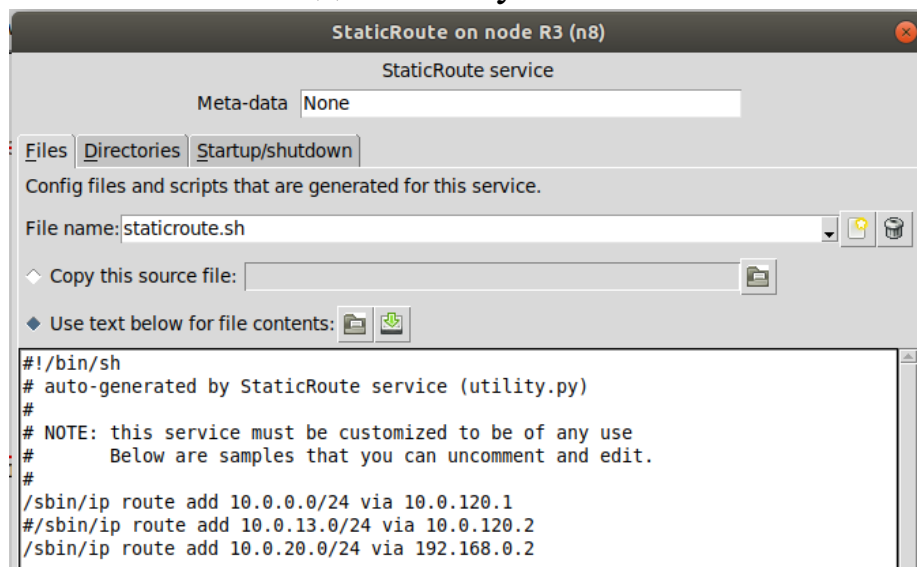 StaticRoute on node R3 (n8)
StaticRoute service
Meta-data None
Files Directories Startup/shutdown
Config files and scripts that are generated for this service.
File name: staticroute.sh
Copy this source file:
Use text below for file contents:
#!/bin/sh
# auto-generated by StaticRoute service (utility.py)
#
# NOTE: this service must be customized to be of any use
#       Below are samples that you can uncomment and edit.
#
/sbin/ip route add 10.0.0.0/24 via 10.0.120.1
#/sbin/ip route add 10.0.13.0/24 via 10.0.120.2
/sbin/ip route add 10.0.20.0/24 via 192.168.0.2